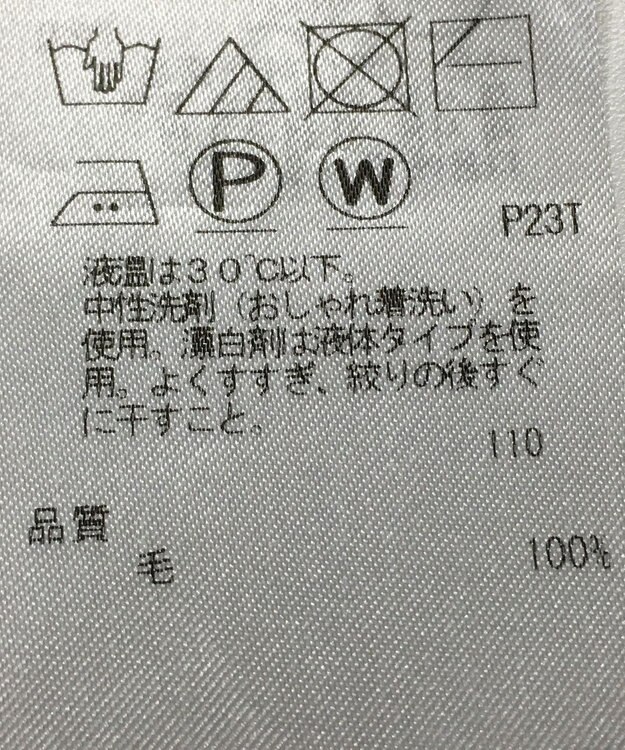 P W
P23T
液温は30℃以下。
中性洗剤（おしゃれ着洗い）を
使用。漂白剤は液体タイプを使
用。よくすすぎ、絞りの後すぐ
に干すこと。
110
品質
毛 100%